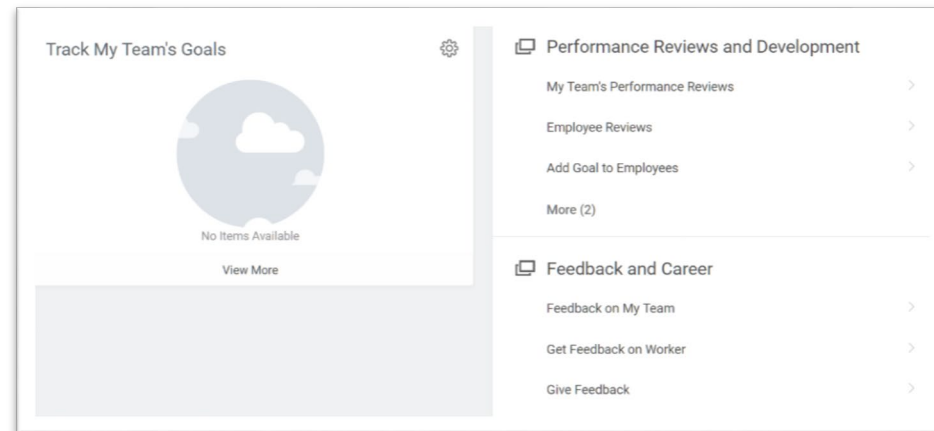 Track My Team's Goals
No Items Available
View More
Performance Reviews and Development
My Team's Performance Reviews
Employee Reviews
Add Goal to Employees
More (2)
Feedback and Career
Feedback on My Team
Get Feedback on Worker
Give Feedback